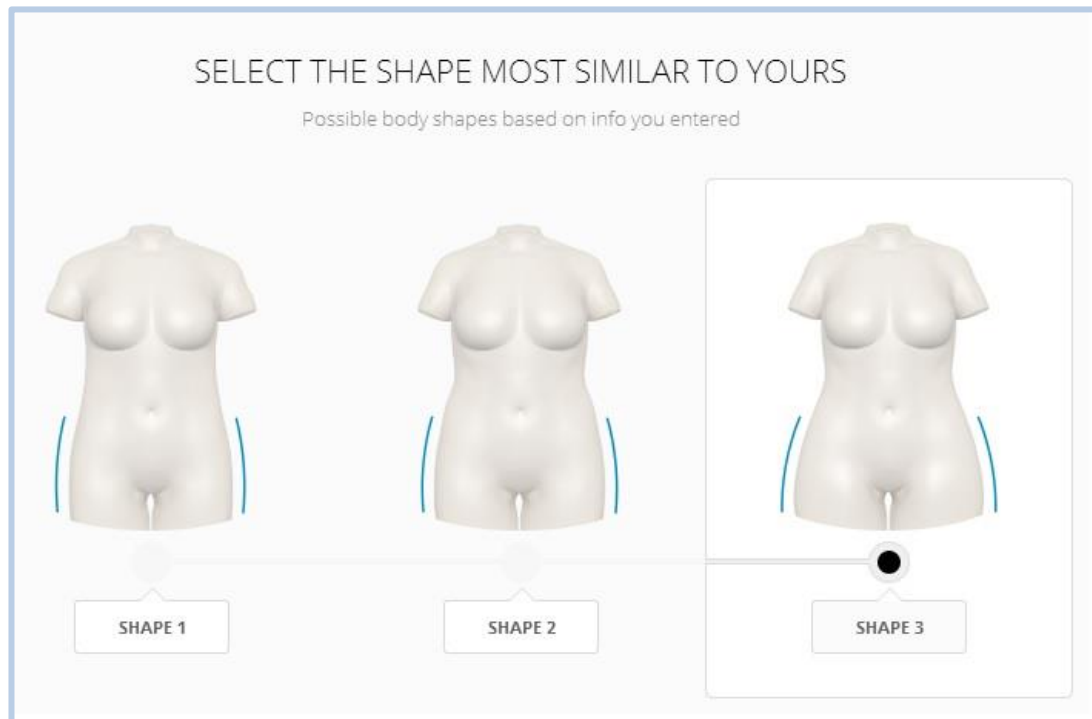 SELECT THE SHAPE MOST SIMILAR TO YOURS
Possible body shapes based on info you entered
SHAPE 1
SHAPE 2
SHAPE 3